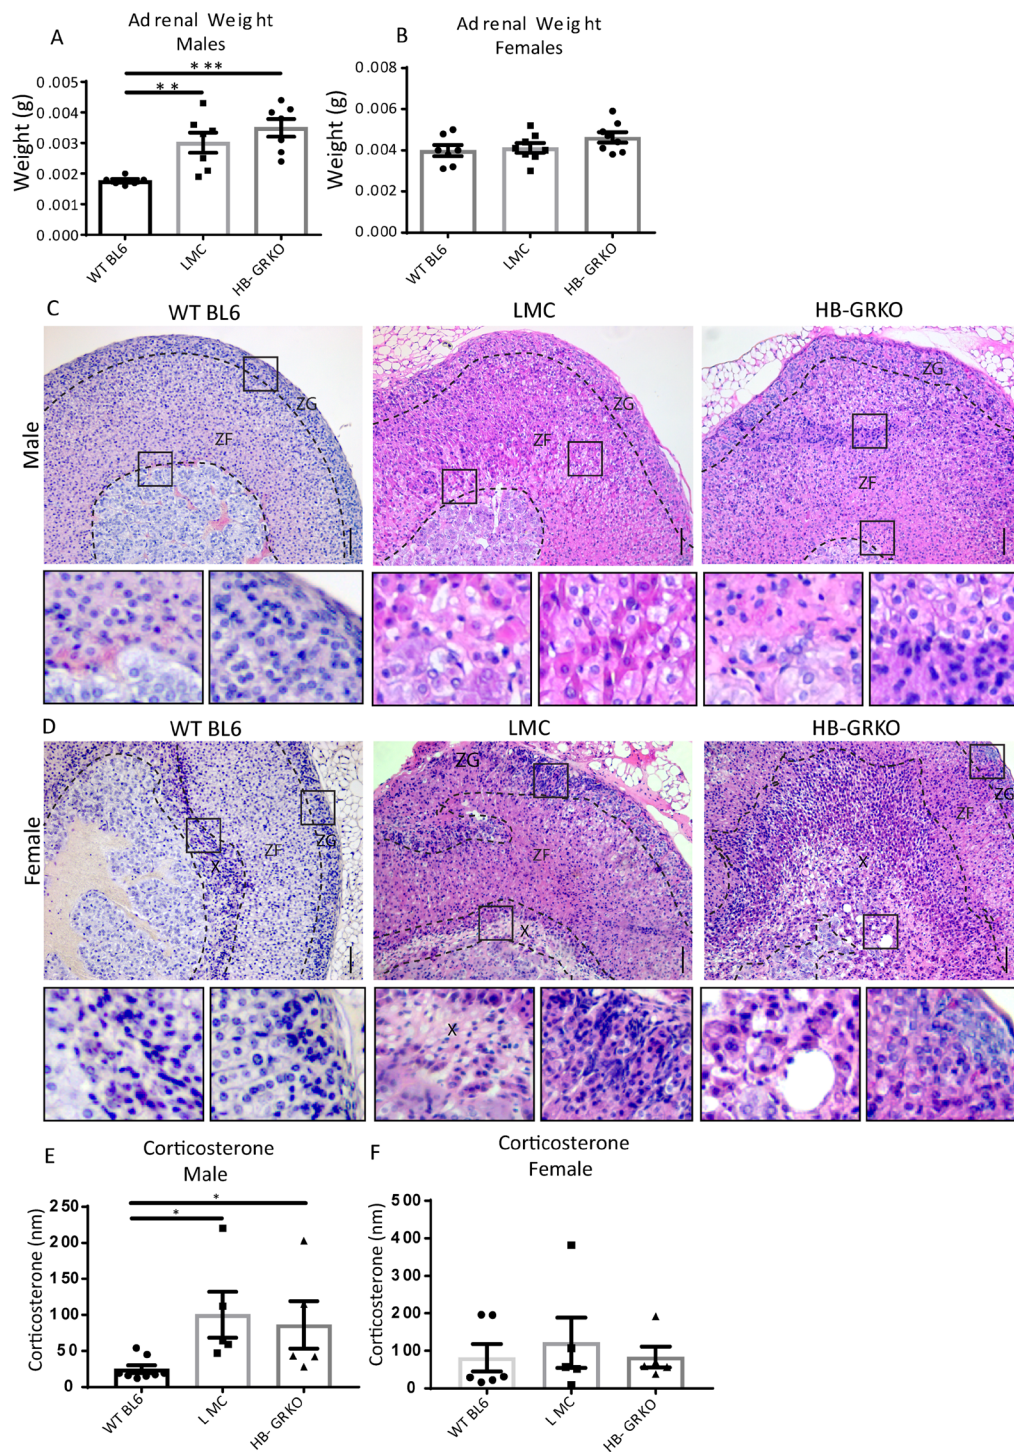 A
Adrenal Weight
Males
***
**
0.005
0.004
0.003
0.002
0.001
0.000
Weight (g)
WT BL6
LMC
HB-GRKO
B
Adrenal Weight
Females
0.008
0.006
0.004
0.002
0.000
Weight (g)
WT BL6
LMC
HB-GRKO
C
WT BL6
LMC
HB-GRKO
Male
ZG
ZF
ZG
ZF
ZG
ZF
D
WT BL6
LMC
HB-GRKO
Female
X
ZF
ZG
ZG
ZF
X
ZG
ZF
X
X
E
Corticosterone
Male
*
*
250
200
150
100
50
0
Corticosterone (nm)
WT BL6
LMC
HB-GRKO
F
Corticosterone
Female
500
400
300
200
100
0
Corticosterone (nm)
WT BL6
LMC
HB-GRKO